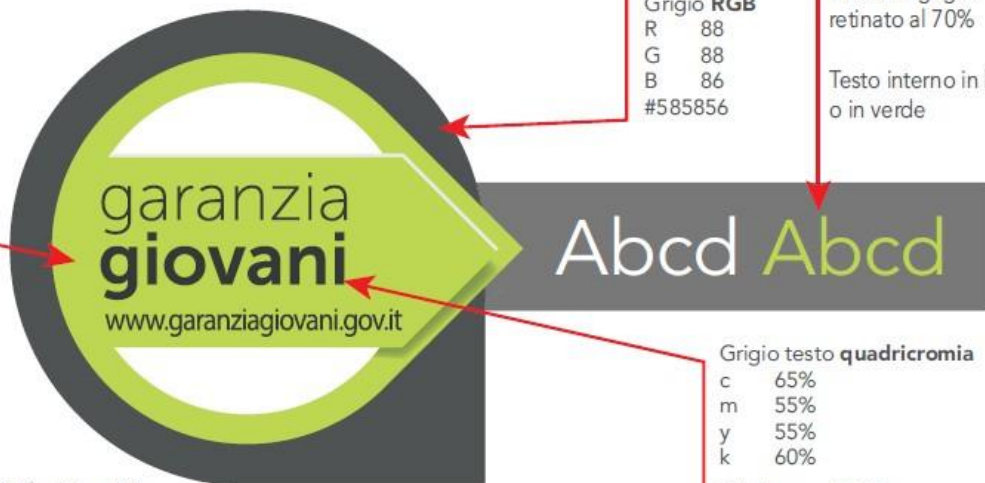 Grigio RGB
R 88
G 88
B 86
#585856
retinato al 70%
Testo interno in
o in verde
garanzia
giovani
www.garanziagiovani.gov.it
Abcd Abcd
Grigio testo quadricromia
c 65%
m 55%
y 55%
k 60%